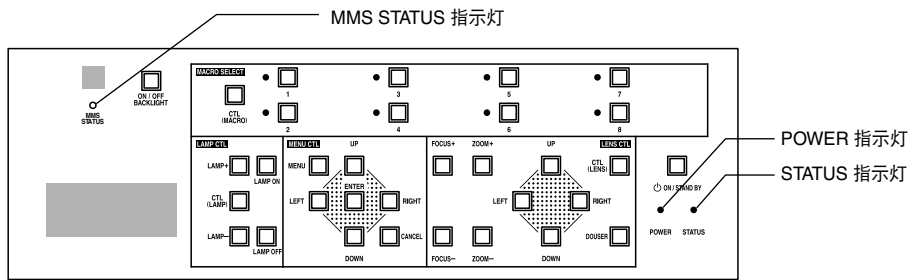 MMS STATUS 指示灯
MACRO SELECT
ON / OFF
BACKLIGHT
MMS
STATUS
CTL
(MACRO)
1
3
5
7
2
4
6
8
LAMP CTL
LAMP+
LAMP ON
CTL
(LAMP)
LAMP−
LAMP OFF
MENU CTL
UP
MENU
ENTER
LEFT
RIGHT
CANCEL
DOWN
FOCUS+
ZOOM+
UP
LENS CTL
CTL
(LENS)
LEFT
RIGHT
DOUSER
FOCUS−
ZOOM−
DOWN
⏻ ON / STAND BY
POWER
STATUS
POWER 指示灯
STATUS 指示灯